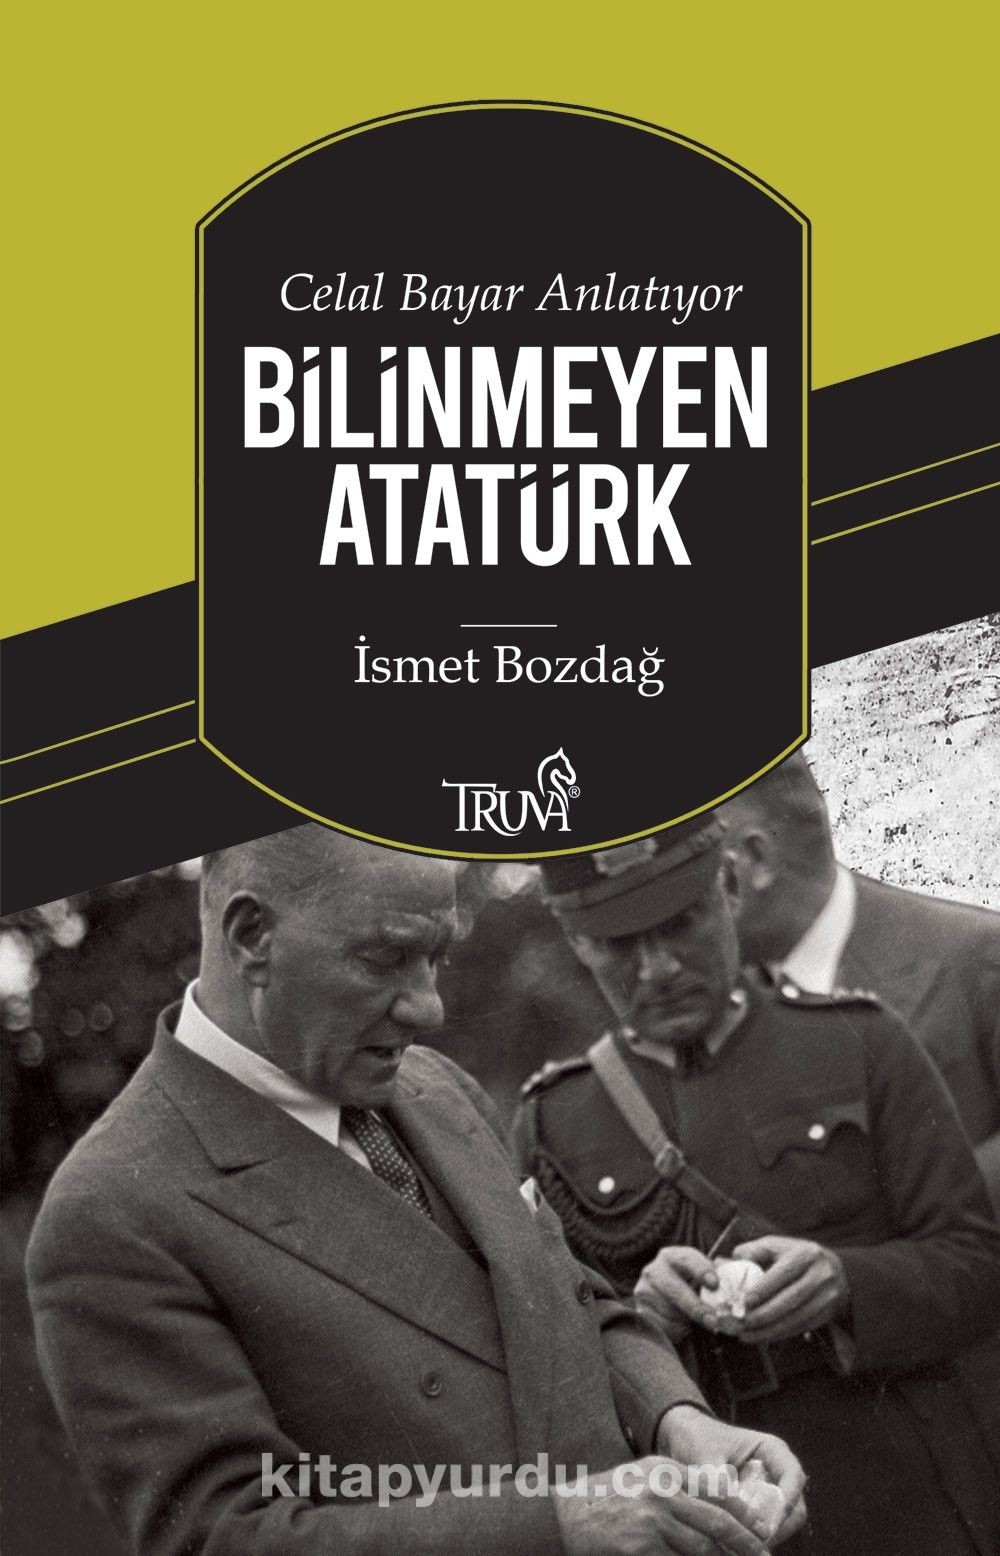 Celal Bayar Anlatıyor
BİLİNMEYEN
ATATÜRK
İsmet Bozdağ
TRUVA®
kitapyurdu.com